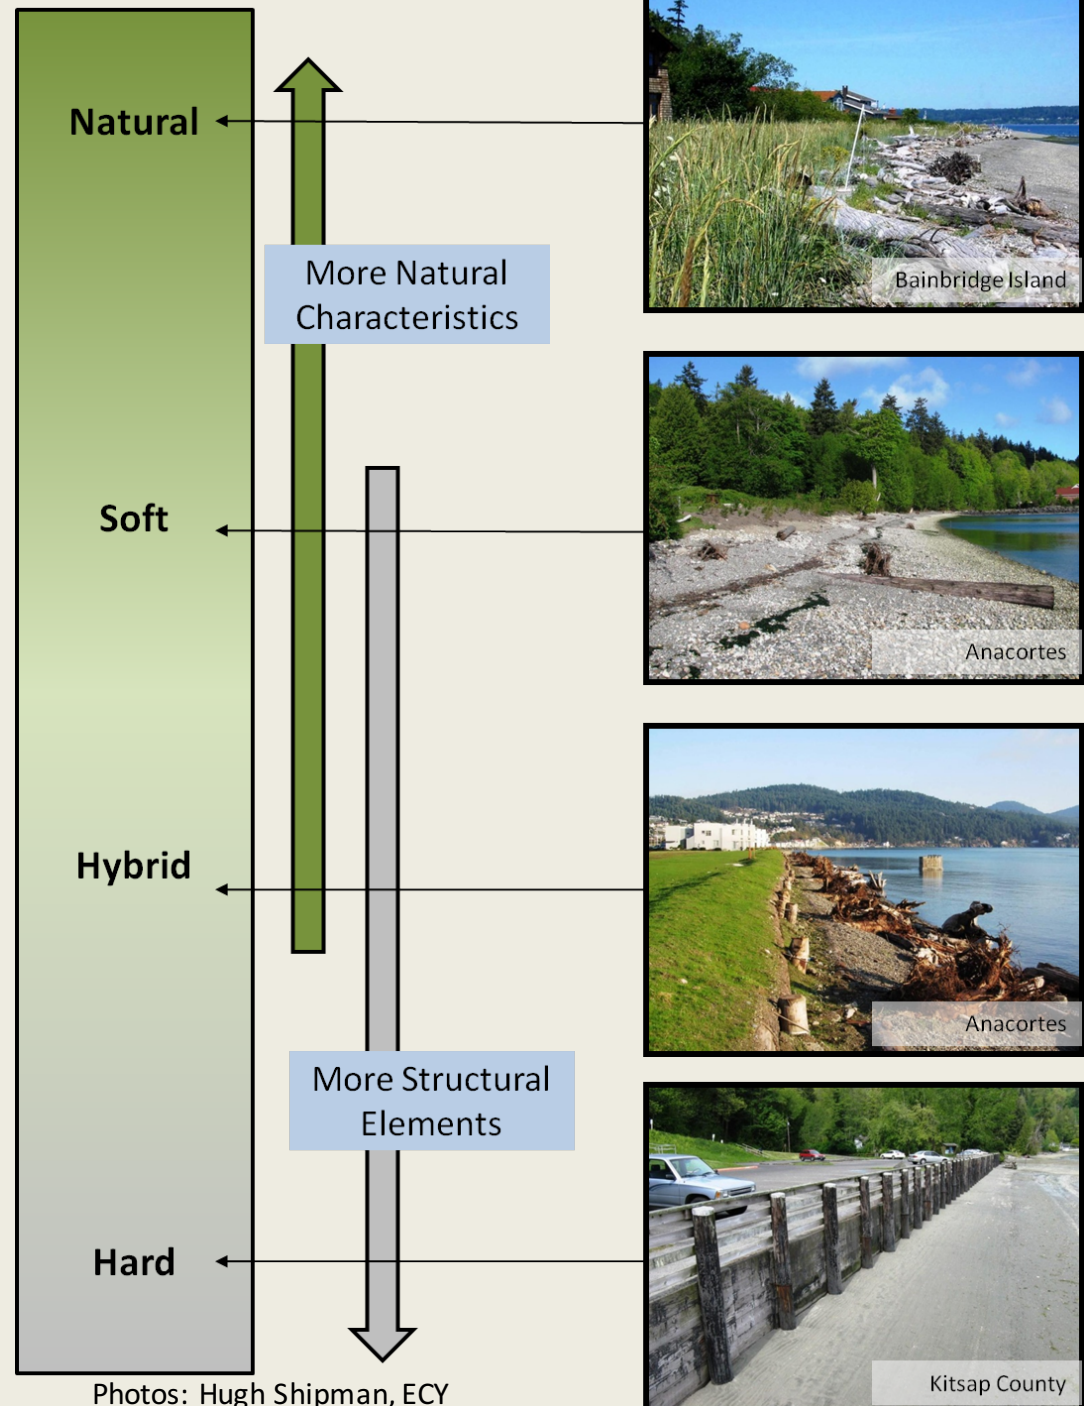 Natural
More Natural
Characteristics
Bainbridge Island
Soft
Anacortes
Hybrid
Anacortes
More Structural
Elements
Hard
Kitsap County
Photos: Hugh Shipman, ECY